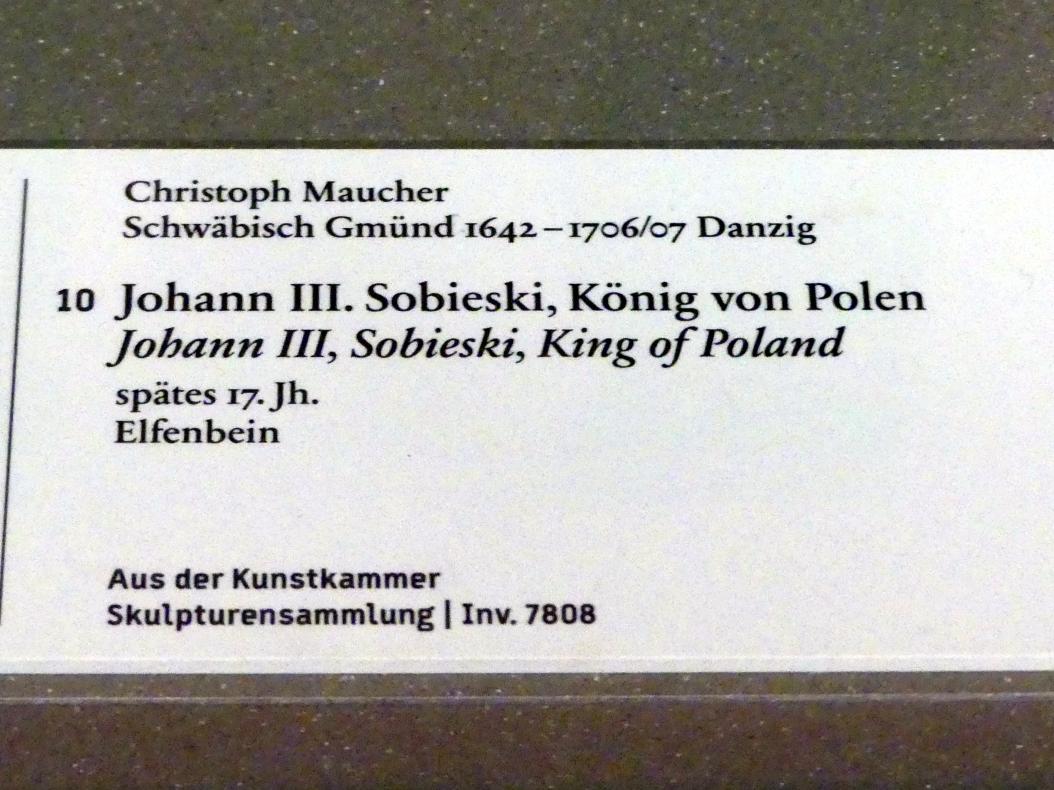 Christoph Maucher
Schwäbisch Gmünd 1642 – 1706/07 Danzig
10 Johann III. Sobieski, König von Polen
Johann III, Sobieski, King of Poland
spätes 17. Jh.
Elfenbein
Aus der Kunstkammer
Skulpturensammlung | Inv. 7808